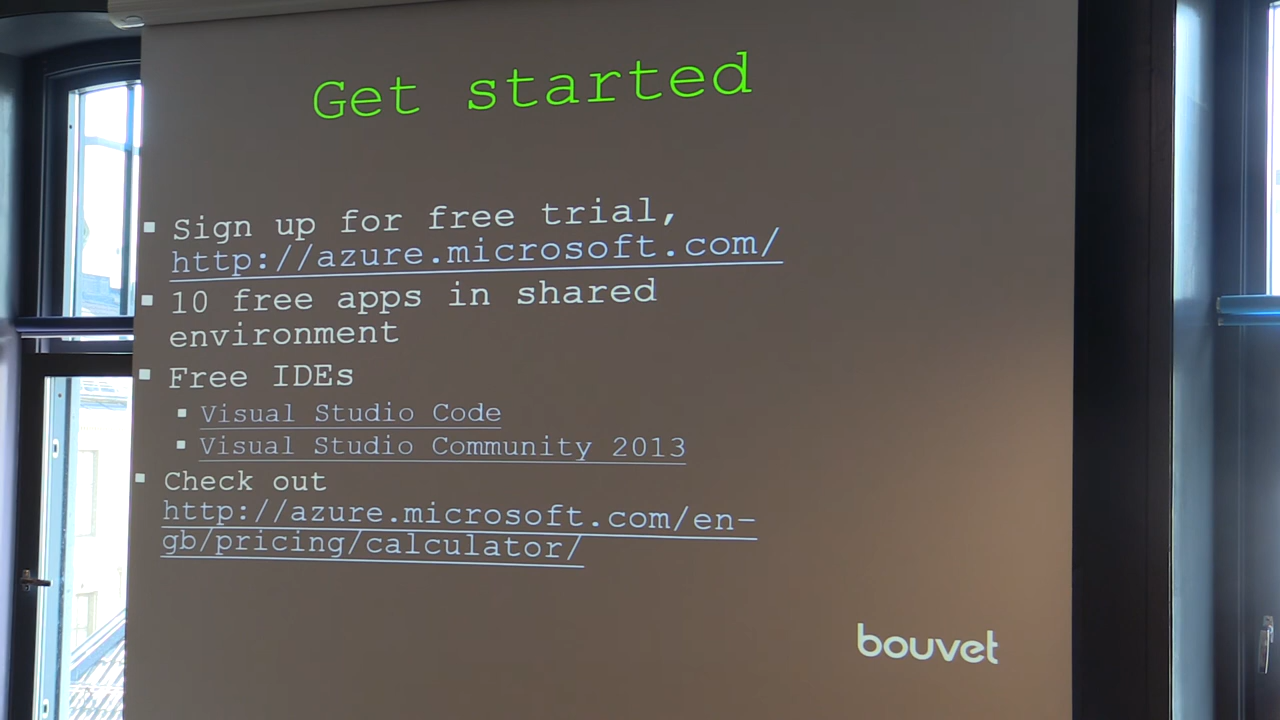 Get started
Sign up for free trial,
http://azure.microsoft.com/
10 free apps in shared
environment
Free IDEs
Visual Studio Code
Visual Studio Community 2013
Check out
http://azure.microsoft.com/en-
gb/pricing/calculator/
bouvet